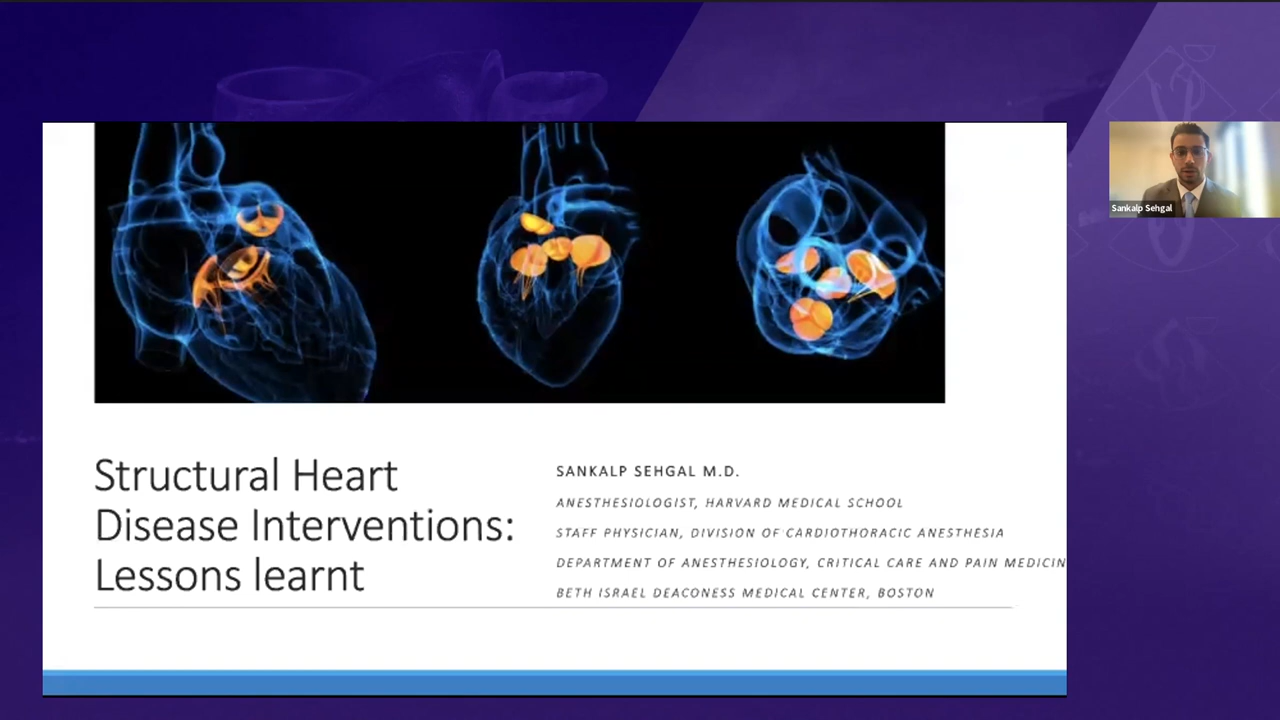 Structural Heart
Disease Interventions:
Lessons learnt
SANKALP SEHGAL M.D.
ANESTHESIOLOGIST, HARVARD MEDICAL SCHOOL
STAFF PHYSICIAN, DIVISION OF CARDIOTHORACIC ANESTHESIA
DEPARTMENT OF ANESTHESIOLOGY, CRITICAL CARE AND PAIN MEDICIN
BETH ISRAEL DEACONESS MEDICAL CENTER, BOSTON
Sankalp Sehgal